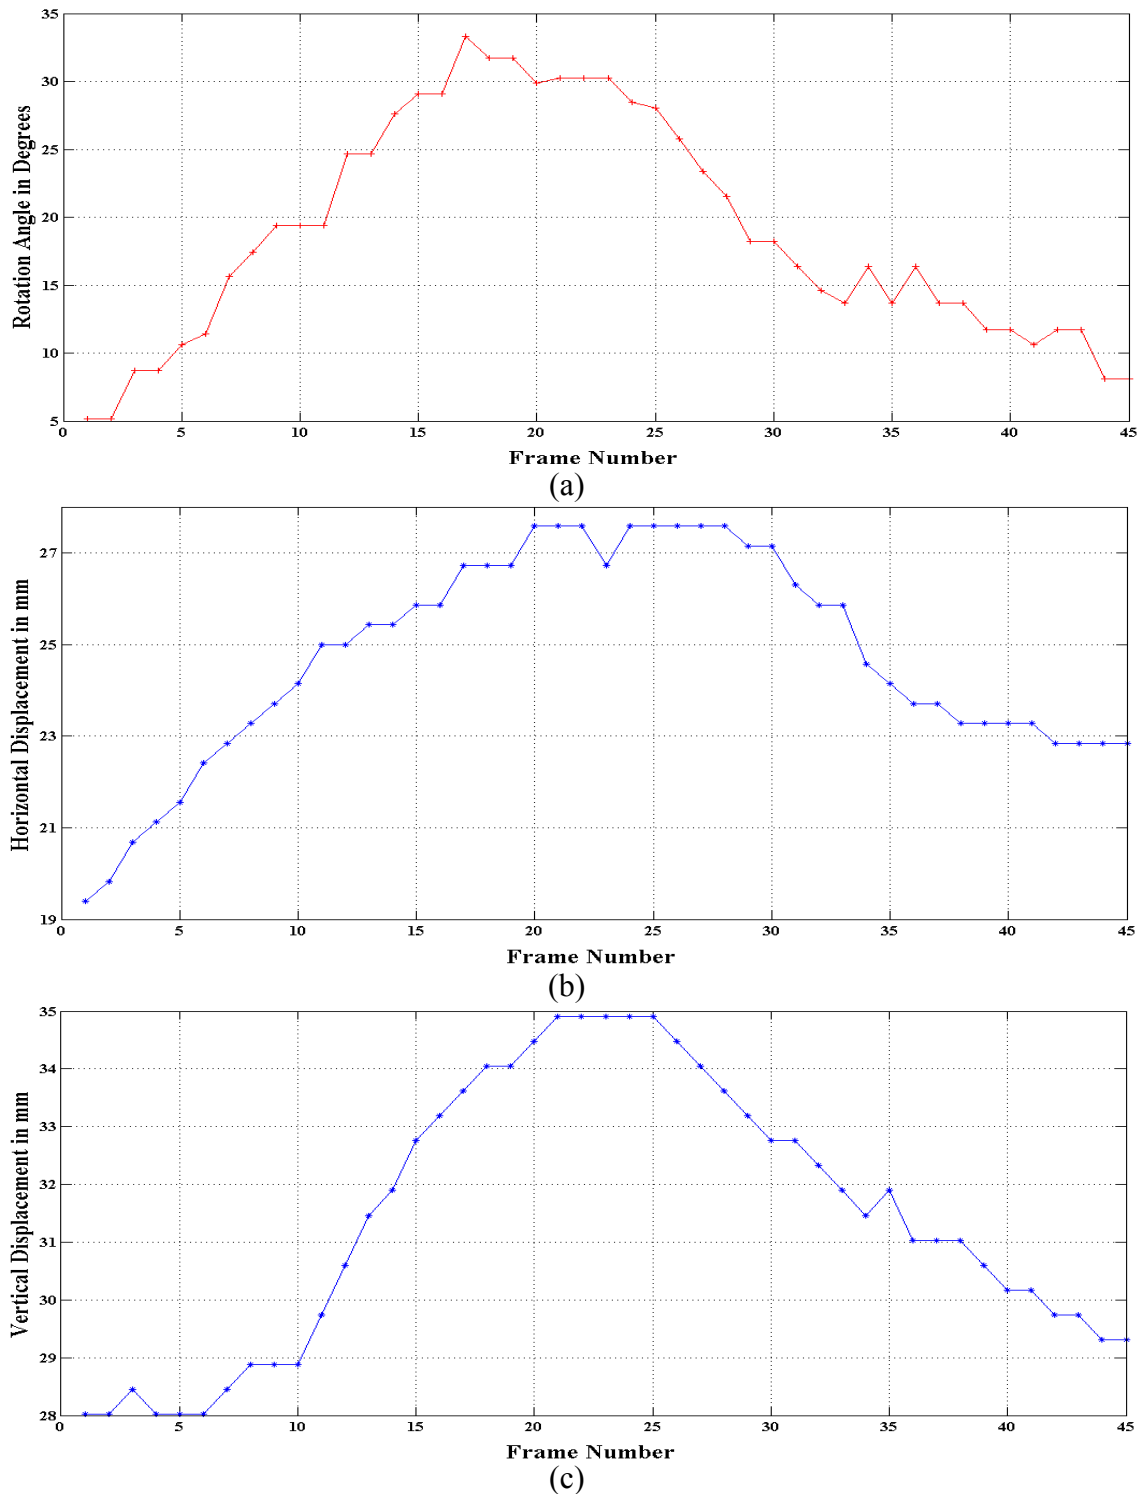 35
30
25
20
15
10
5
Rotation Angle in Degrees
0 5 10 15 20 25 30 35 40 45
Frame Number
(a)
27
25
23
21
19
Horizontal Displacement in mm
0 5 10 15 20 25 30 35 40 45
Frame Number
(b)
35
34
33
32
31
30
29
28
Vertical Displacement in mm
0 5 10 15 20 25 30 35 40 45
Frame Number
(c)